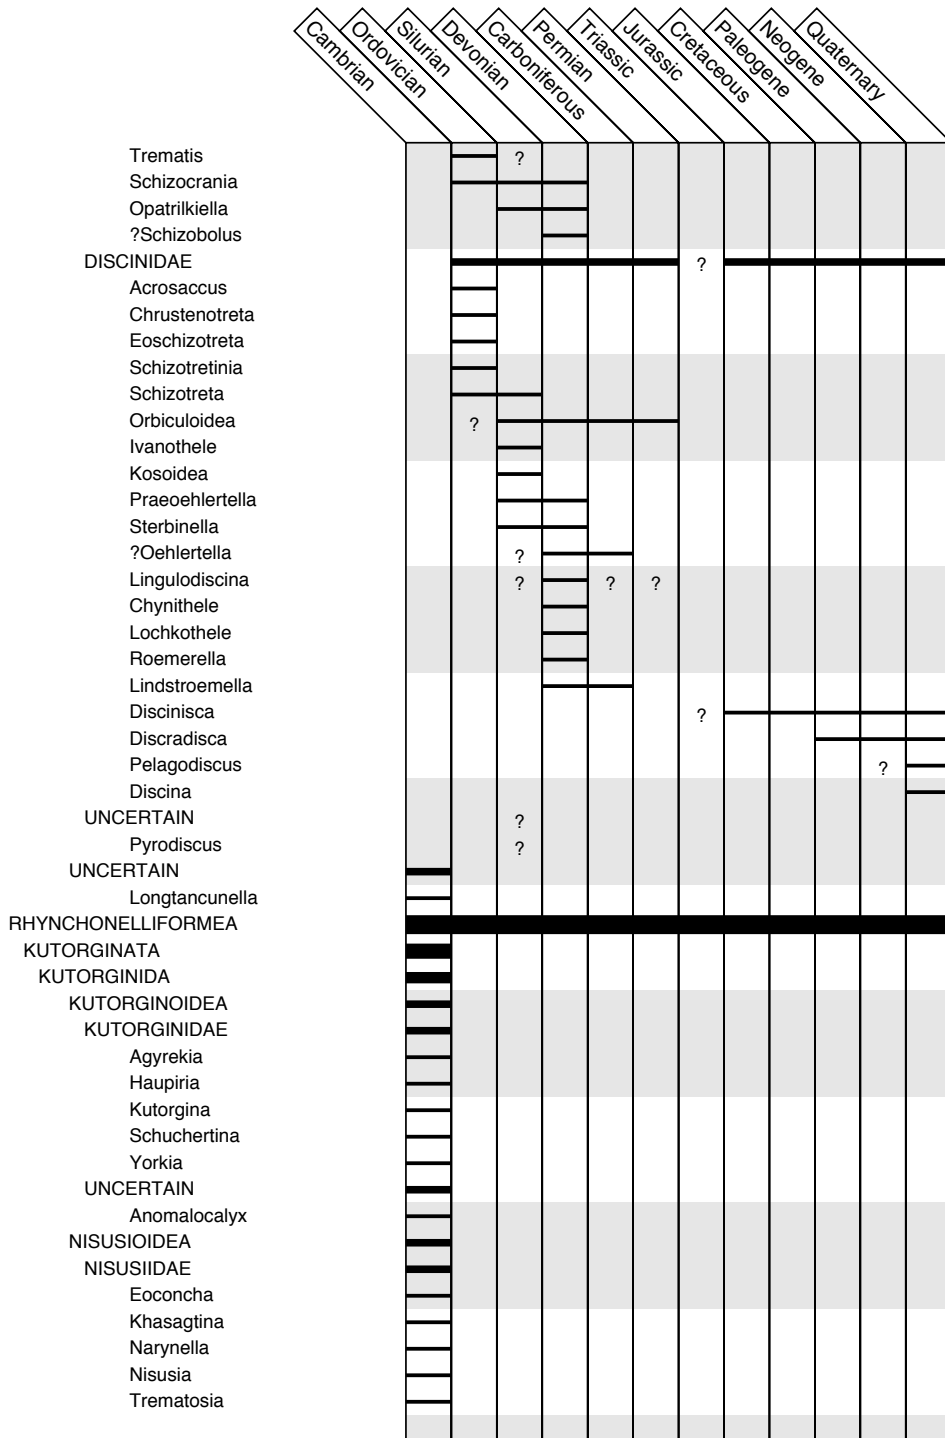 Cambrian
Ordovician
Silurian
Devonian
Carboniferous
Permian
Triassic
Jurassic
Cretaceous
Paleogene
Neogene
Quaternary
Trematis ?
Schizocrania
Opatrilkiella
?Schizobolus
DISCINIDAE ?
Acrosaccus
Chrustenotreta
Eoschizotreta
Schizotretinia
Schizotreta
Orbiculoidea ?
Ivanothele
Kosoidea
Praeoehlertella
Sterbinella
?Oehlertella ?
Lingulodiscina ? ? ?
Chynithele
Lochkothele
Roemerella
Lindstroemella
Discinisca ?
Discradisca
Pelagodiscus ?
Discina
UNCERTAIN ?
Pyrodiscus ?
UNCERTAIN
Longtancunella
RHYNCHONELLIFORMEA
KUTORGINATA
KUTORGINIDA
KUTORGINOIDEA
KUTORGINIDAE
Agyrekia
Haupiria
Kutorgina
Schuchertina
Yorkia
UNCERTAIN
Anomalocalyx
NISUSIOIDEA
NISUSIIDAE
Eoconcha
Khasagtina
Narynella
Nisusia
Trematosia